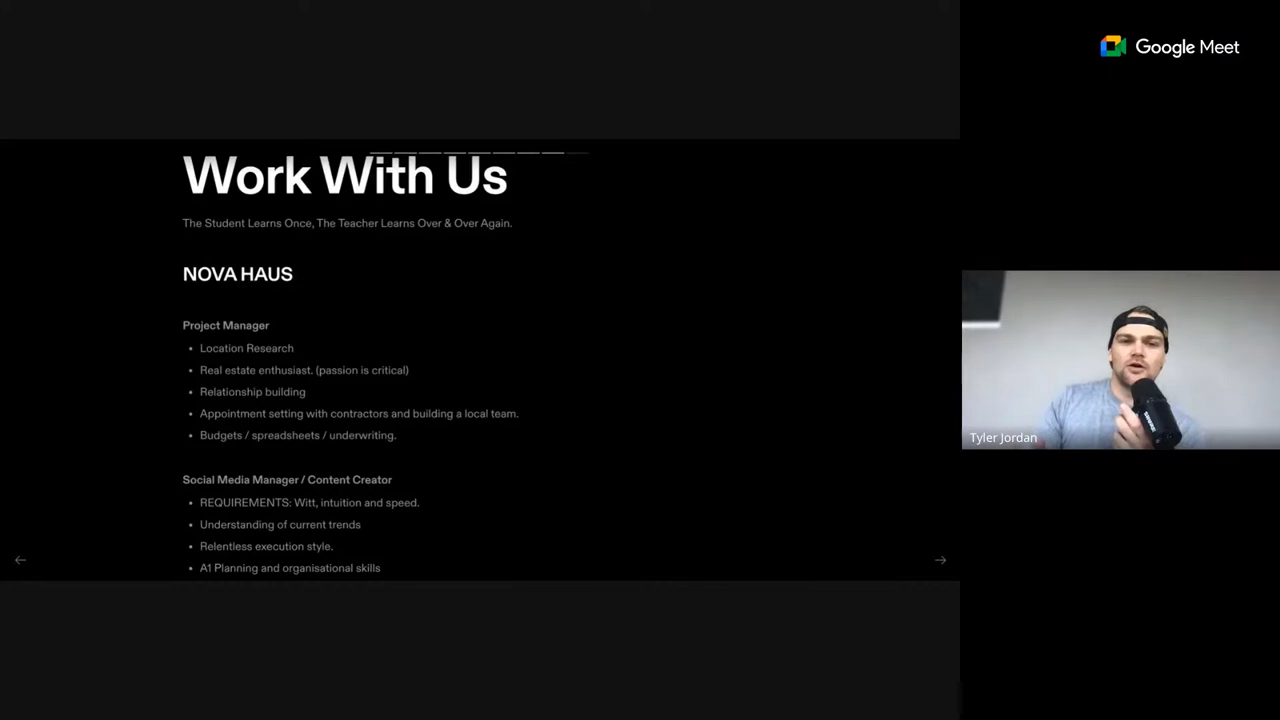 Google Meet
Work With Us
The Student Learns Once, The Teacher Learns Over & Over Again.
NOVA HAUS
Project Manager
• Location Research
• Real estate enthusiast. (passion is critical)
• Relationship building
• Appointment setting with contractors and building a local team.
• Budgets / spreadsheets / underwriting.
Social Media Manager / Content Creator
• REQUIREMENTS: Witt, intuition and speed.
• Understanding of current trends
• Relentless execution style.
• A1 Planning and organisational skills
Tyler Jordan
SHURE